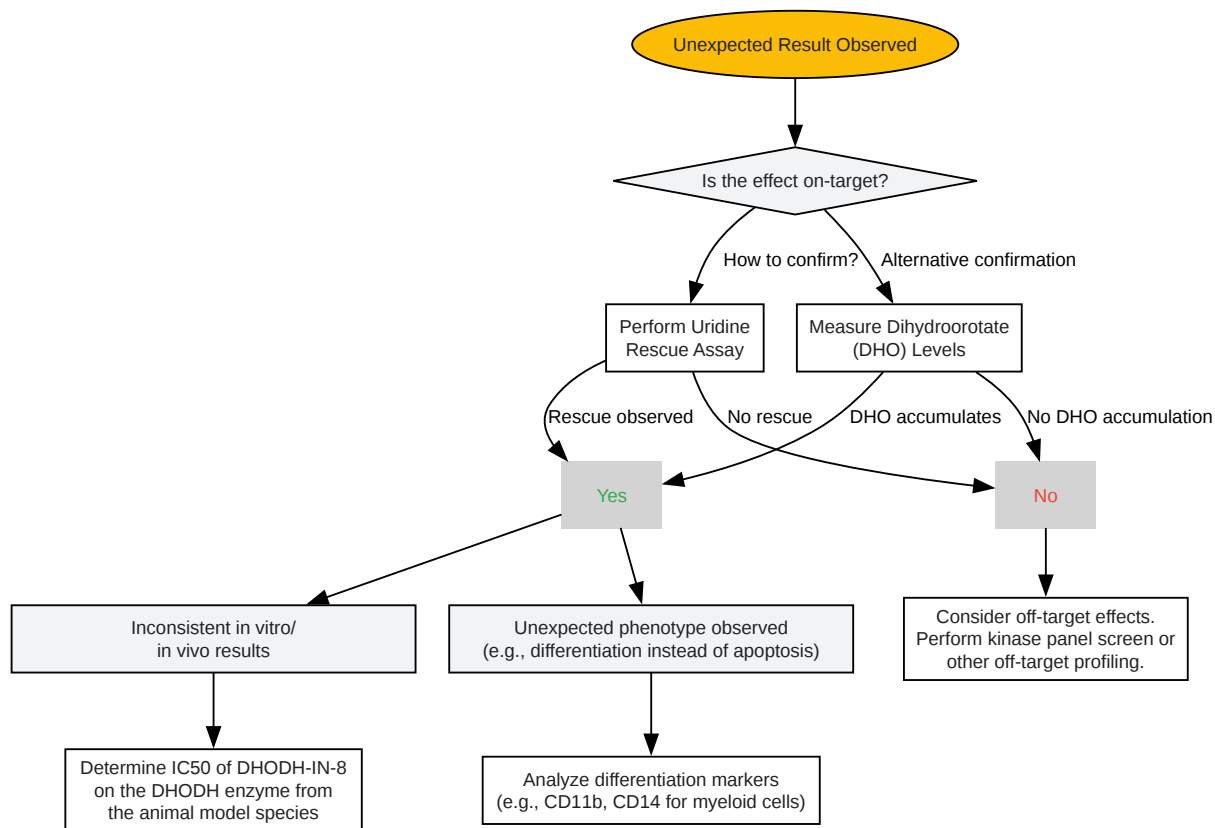 Unexpected Result Observed
Is the effect on-target?
How to confirm?
Alternative confirmation
Perform Uridine
Rescue Assay
Measure Dihydroorotate
(DHO) Levels
Rescue observed
No rescue
DHO accumulates
No DHO accumulation
Yes
No
Inconsistent in vitro/
in vivo results
Unexpected phenotype observed
(e.g., differentiation instead of apoptosis)
Consider off-target effects.
Perform kinase panel screen or
other off-target profiling.
Determine IC50 of DHODH-IN-8
on the DHODH enzyme from
the animal model species
Analyze differentiation markers
(e.g., CD11b, CD14 for myeloid cells)